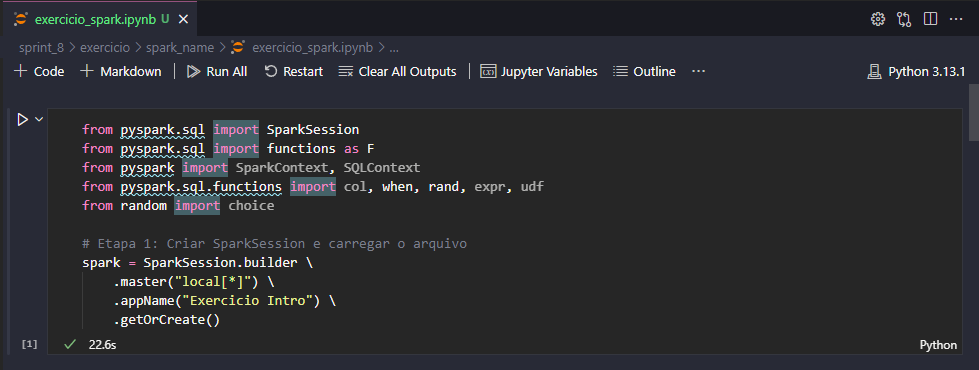 exercicio_spark.ipynb U
sprint_8 > exercicio > spark_name > exercicio_spark.ipynb > ...
+ Code + Markdown | Run All Restart Clear All Outputs | Jupyter Variables Outline ... Python 3.13.1
from pyspark.sql import SparkSession
from pyspark.sql import functions as F
from pyspark import SparkContext, SQLContext
from pyspark.sql.functions import col, when, rand, expr, udf
from random import choice
# Etapa 1: Criar SparkSession e carregar o arquivo
spark = SparkSession.builder \
    .master("local[*]") \
    .appName("Exercicio Intro") \
    .getOrCreate()
[1] 22.6s Python